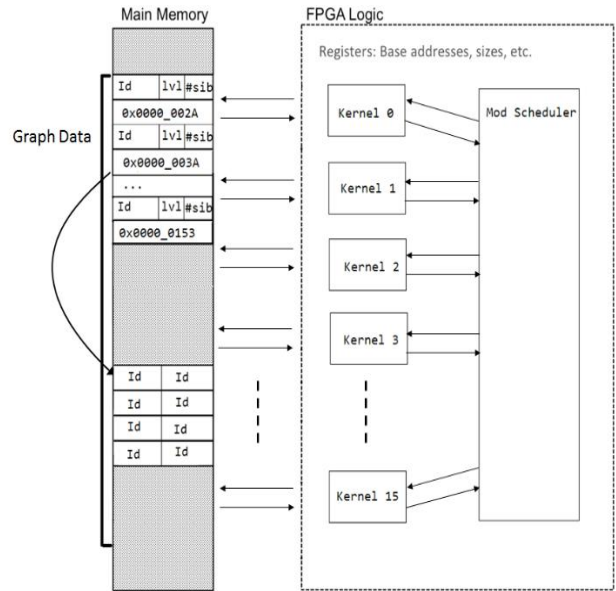 Main Memory
FPGA Logic
Registers: Base addresses, sizes, etc.
Graph Data
Id lvl #sib
0x0000_002A
Id lvl #sib
0x0000_003A
...
Id lvl #sib
0x0000_0153
Id Id
Id Id
Id Id
Id Id
Kernel 0
Kernel 1
Kernel 2
Kernel 3
Kernel 15
Mod Scheduler